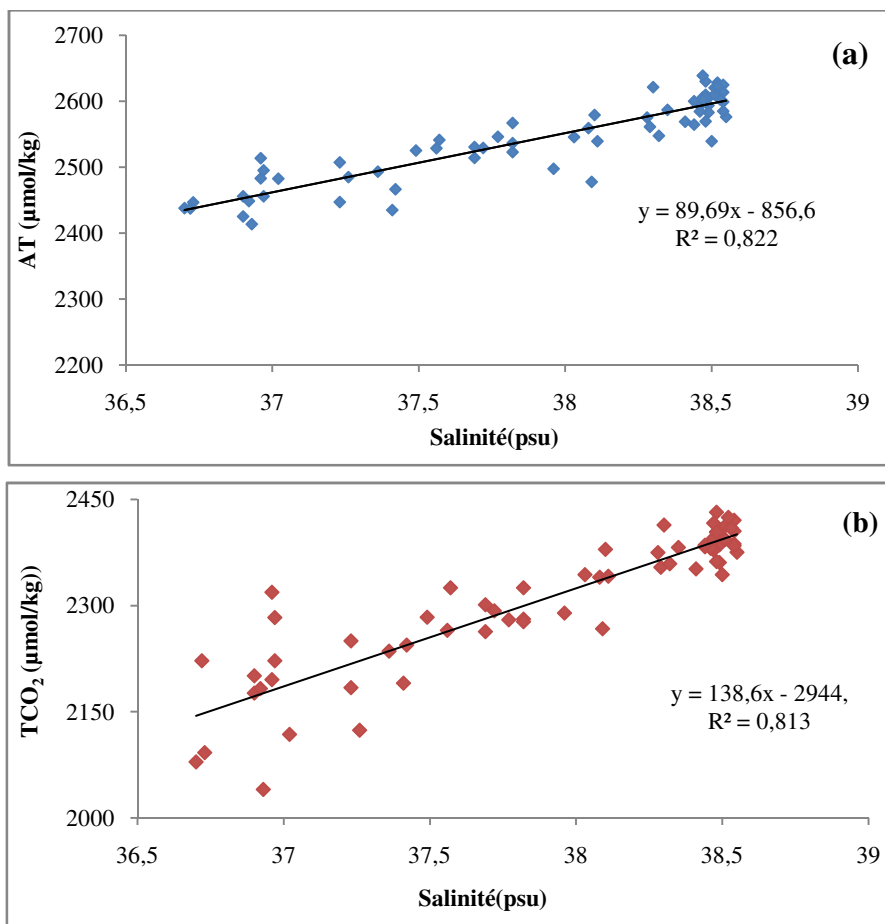 (a)
2700
2600
2500
2400
2300
2200
AT (µmol/kg)
y = 89,69x - 856,6
R² = 0,822
36,5 37 37,5 38 38,5 39
Salinité(psu)
(b)
2450
2300
2150
2000
TCO₂ (µmol/kg))
y = 138,6x - 2944,
R² = 0,813
36,5 37 37,5 38 38,5 39
Salinité(psu)